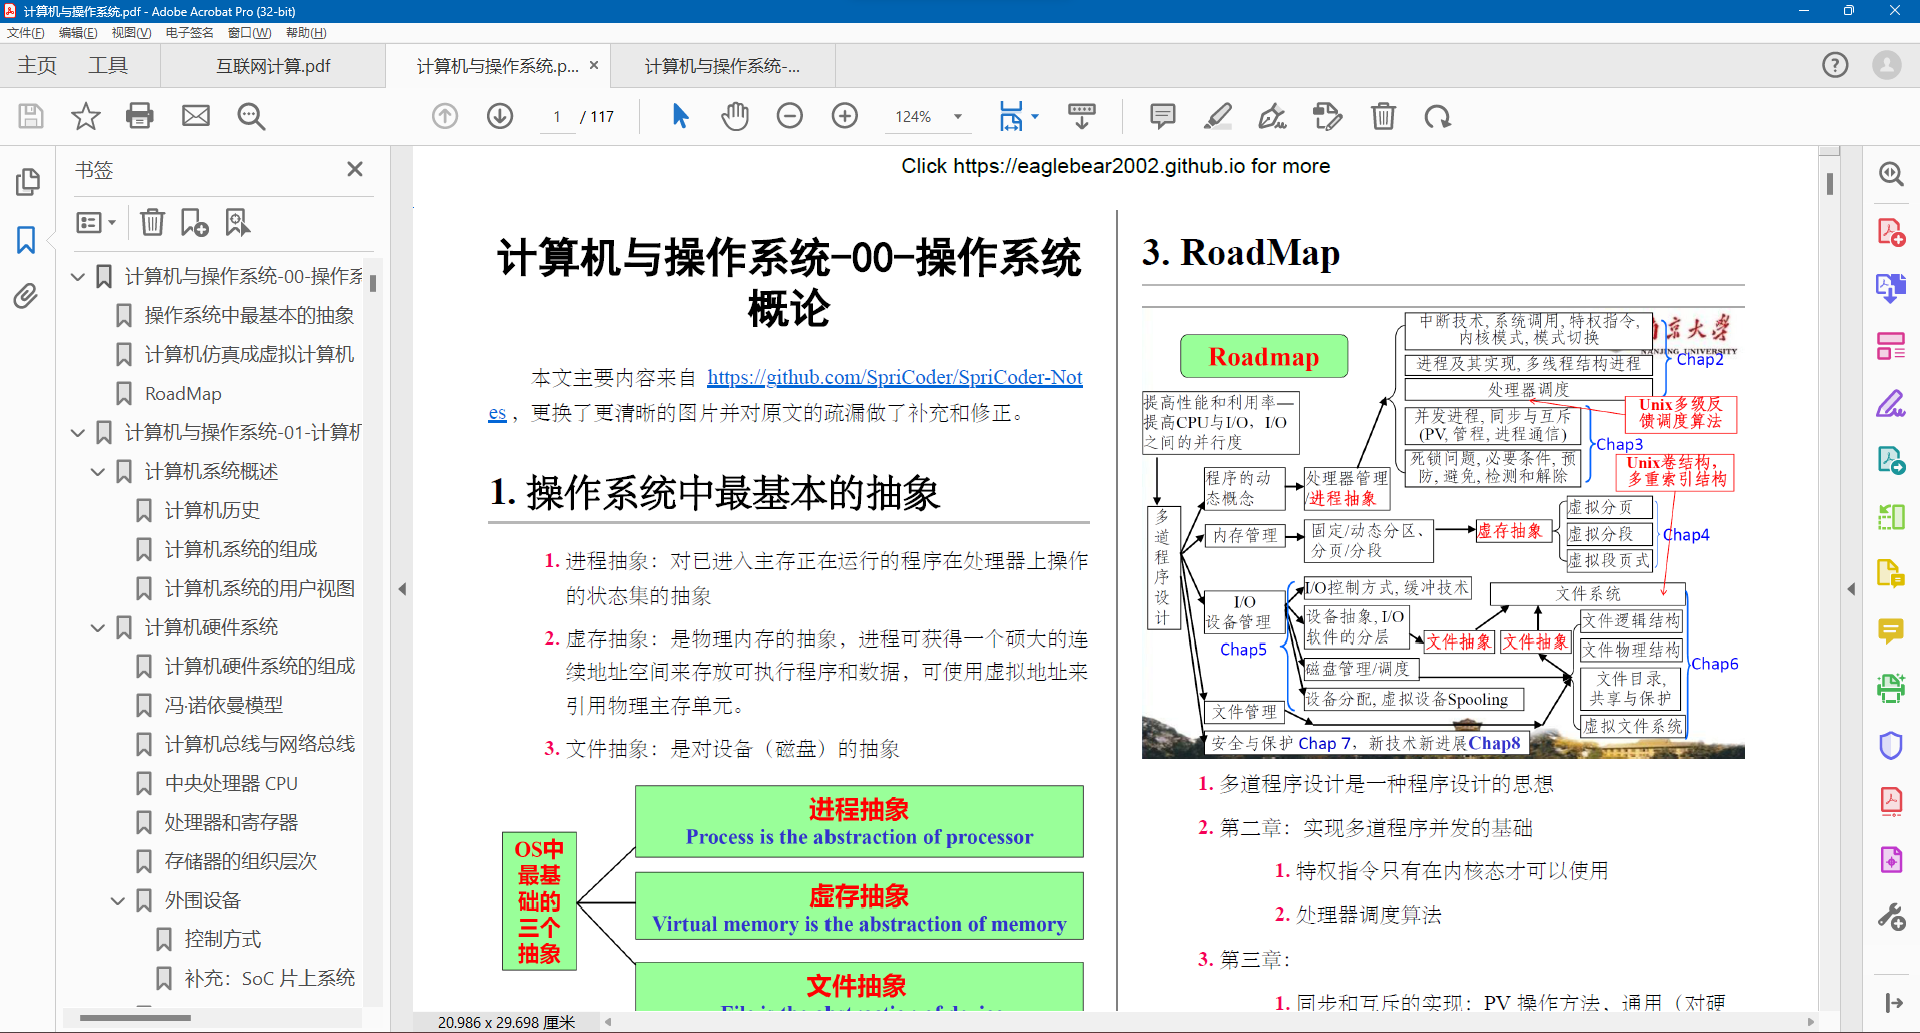 计算机与操作系统.pdf - Adobe Acrobat Pro (32-bit)
文件(F) 编辑(E) 视图(V) 电子签名 窗口(W) 帮助(H)
主页 工具 互联网计算.pdf 计算机与操作系统.p... 计算机与操作系统-...
1 / 117 124%
书签
计算机与操作系统-00-操作系
操作系统中最基本的抽象
计算机仿真成虚拟计算机
RoadMap
计算机与操作系统-01-计算机
计算机系统概述
计算机历史
计算机系统的组成
计算机系统的用户视图
计算机硬件系统
计算机硬件系统的组成
冯·诺依曼模型
计算机总线与网络总线
中央处理器 CPU
处理器和寄存器
存储器的组织层次
外围设备
控制方式
补充：SoC 片上系统
Click https://eaglebear2002.github.io for more
计算机与操作系统-00-操作系统
概论
本文主要内容来自 https://github.com/SpriCoder/SpriCoder-Not
es，更换了更清晰的图片并对原文的疏漏做了补充和修正。
1. 操作系统中最基本的抽象
1. 进程抽象：对已进入主存正在运行的程序在处理器上操作
的状态集的抽象
2. 虚存抽象：是物理内存的抽象，进程可获得一个硕大的连
续地址空间来存放可执行程序和数据，可使用虚拟地址来
引用物理主存单元。
3. 文件抽象：是对设备（磁盘）的抽象
OS中
最基
础的
三个
抽象
进程抽象
Process is the abstraction of processor
虚存抽象
Virtual memory is the abstraction of memory
文件抽象
20.986 x 29.698 厘米
3. RoadMap
Roadmap
南京大学
NANJING UNIVERSITY
中断技术, 系统调用, 特权指令,
内核模式, 模式切换
进程及其实现, 多线程结构进程
处理器调度
Chap2
Unix多级反
馈调度算法
提高性能和利用率—
提高CPU与I/O，I/O
之间的并行度
并发进程, 同步与互斥
(PV, 管程, 进程通信)
Chap3
死锁问题, 必要条件, 预
防, 避免, 检测和解除
Unix卷结构，
多重索引结构
程序的动
态概念
处理器管理
/进程抽象
多道程序设计
内存管理
固定/动态分区、
分页/分段
虚存抽象
虚拟分页
虚拟分段
虚拟段页式
Chap4
I/O
设备管理
Chap5
I/O控制方式, 缓冲技术
设备抽象, I/O
软件的分层
文件抽象
文件抽象
磁盘管理/调度
设备分配, 虚拟设备Spooling
文件系统
文件逻辑结构
文件物理结构
文件目录,
共享与保护
虚拟文件系统
Chap6
文件管理
安全与保护 Chap 7，新技术新进展Chap8
1. 多道程序设计是一种程序设计的思想
2. 第二章：实现多道程序并发的基础
1. 特权指令只有在内核态才可以使用
2. 处理器调度算法
3. 第三章：
1. 同步和互斥的实现：PV 操作方法，通用（对硬